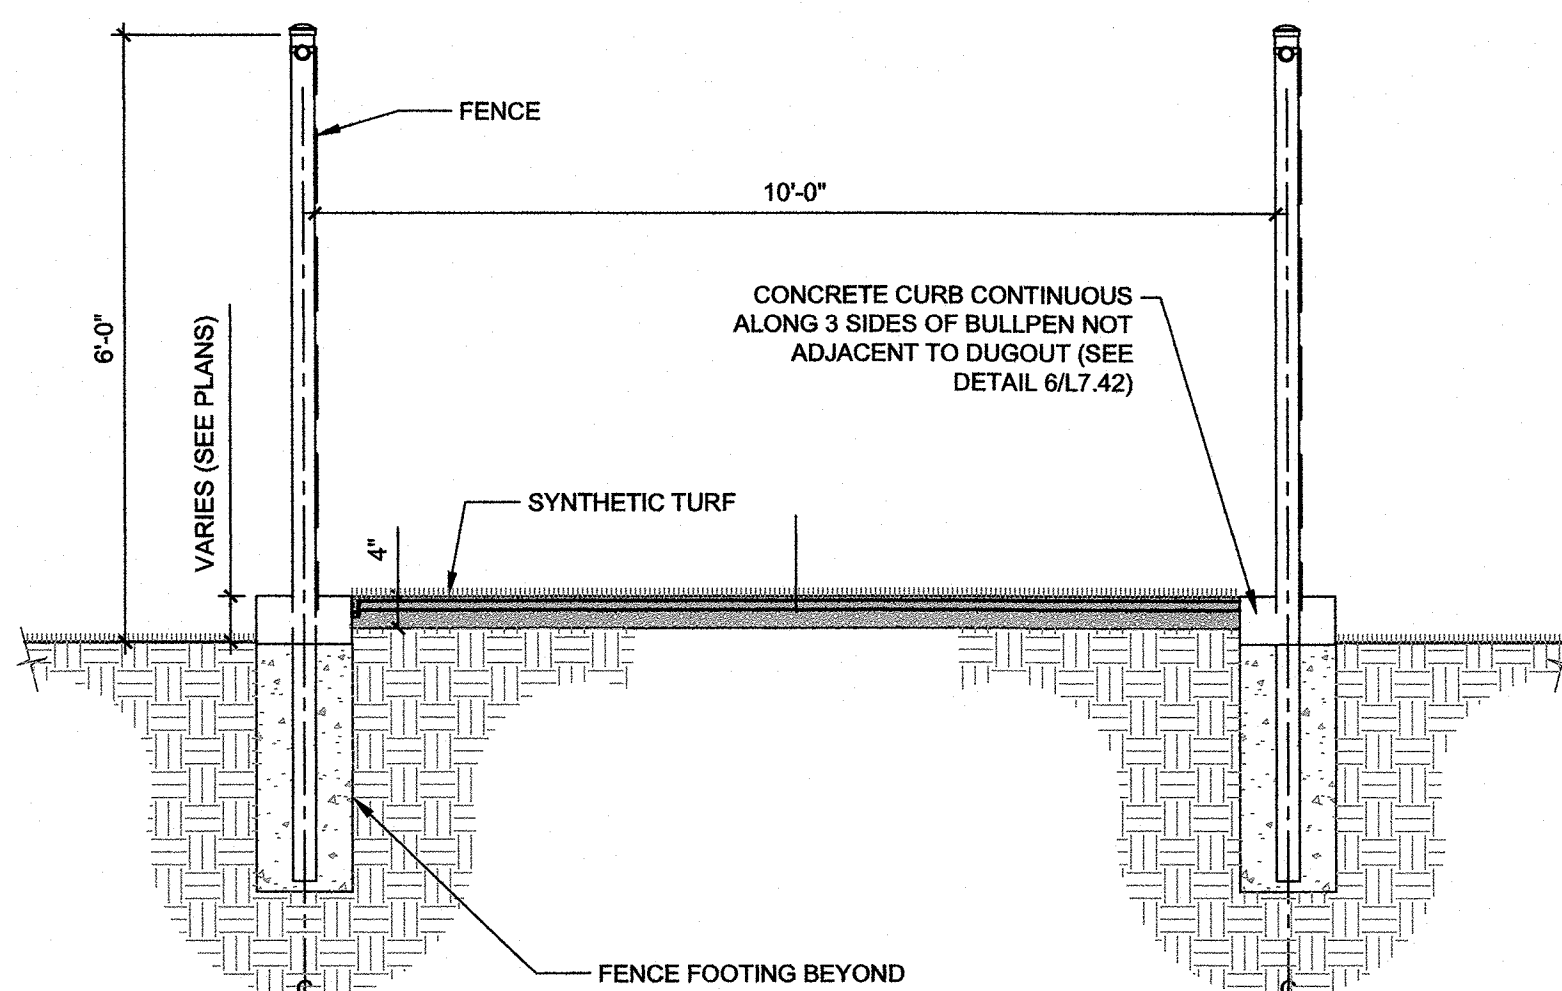 FENCE
10'-0"
6'-0"
VARIES (SEE PLANS)
CONCRETE CURB CONTINUOUS
ALONG 3 SIDES OF BULLPEN NOT
ADJACENT TO DUGOUT (SEE
DETAIL 6/L7.42)
SYNTHETIC TURF
4"
FENCE FOOTING BEYOND